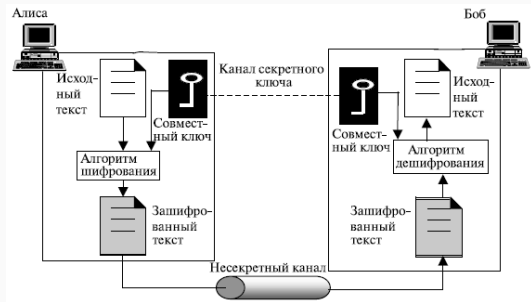 Алиса
Боб
Исход-
ный
текст
Совмест-
ный ключ
Алгоритм
шифрования
Зашифро-
ванный
текст
Канал секретного
ключа
Совмест-
ный ключ
Исход-
ный
текст
Алгоритм
дешифрования
Зашифро-
ванный
текст
Несекретный канал